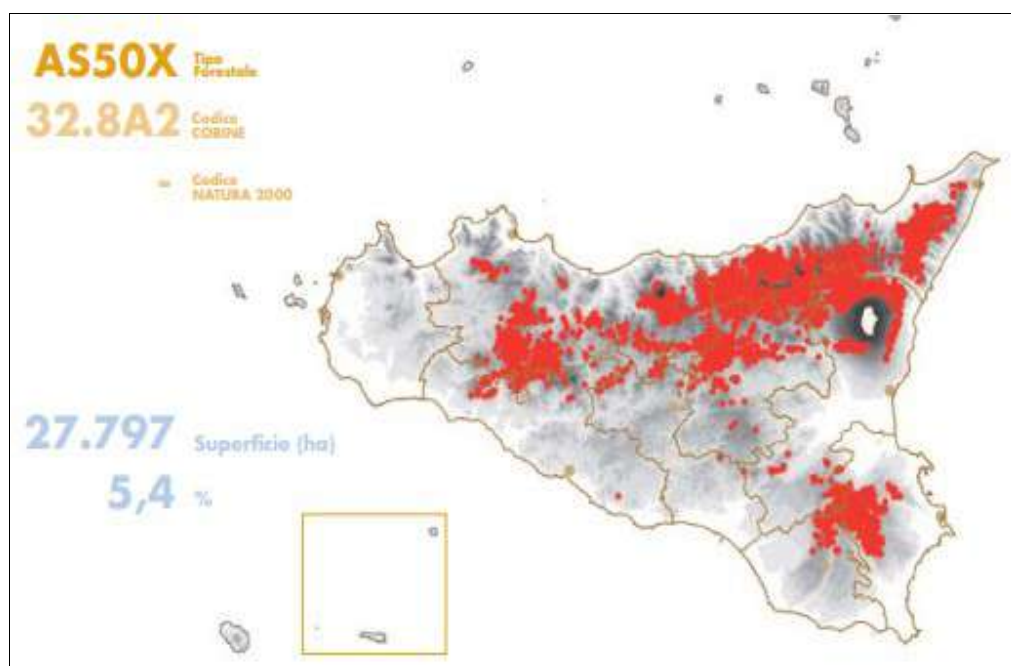 AS50X Tipo
Forestale
32.8A2 Codice
CORINE
- Codice
NATURA 2000
27.797 Superficie (ha)
5,4 %